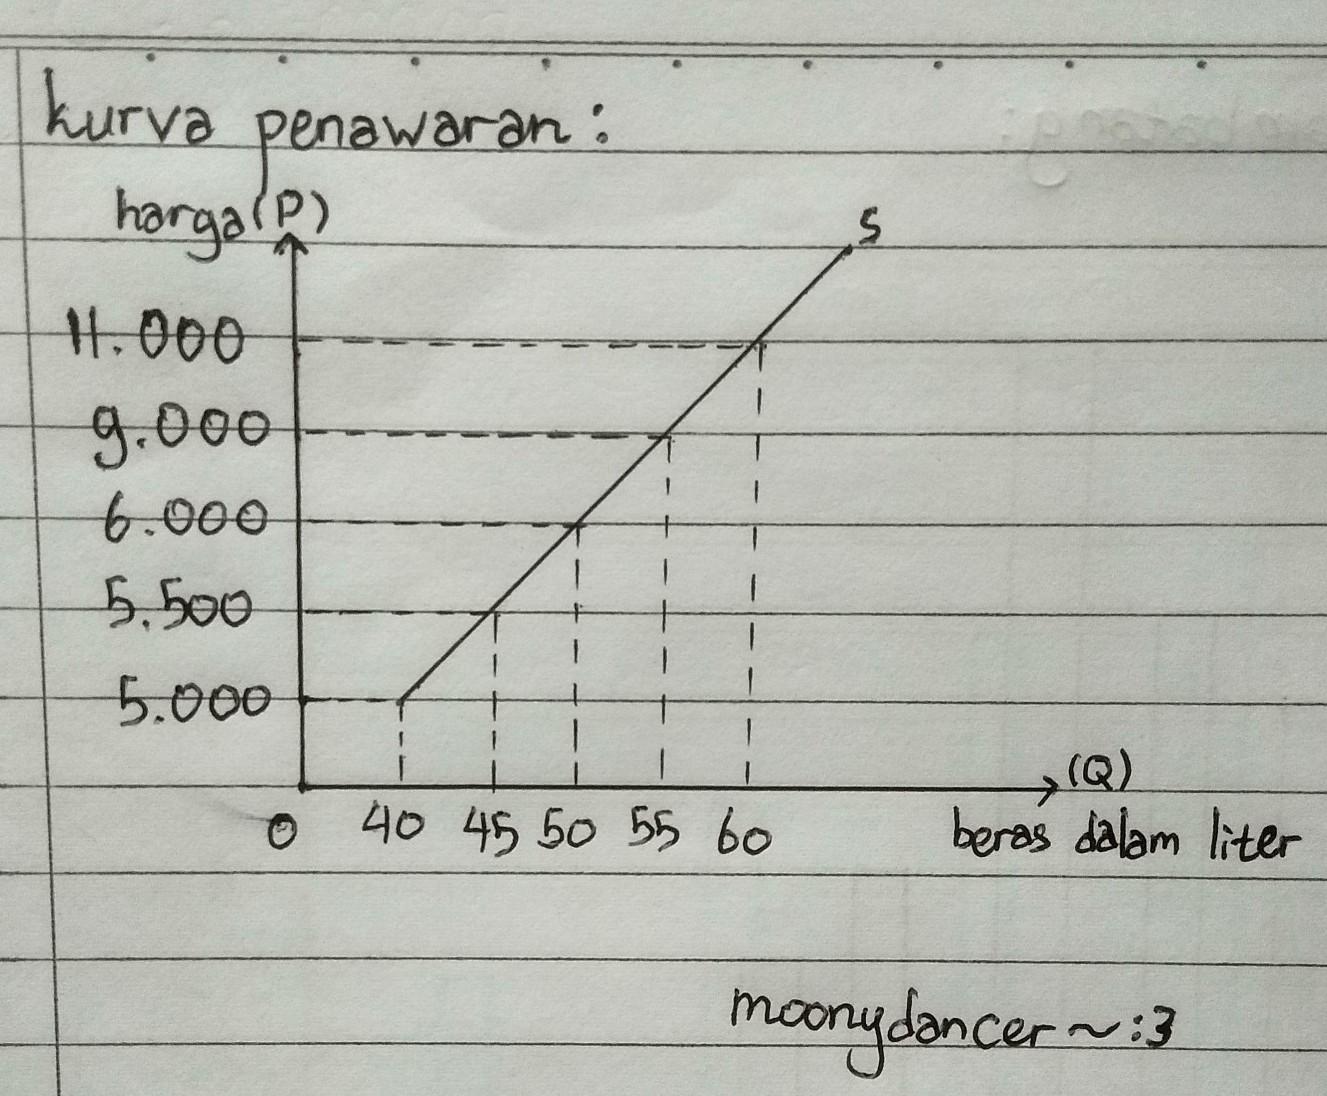 kurva penawaran :
harga (P)
S
11.000
9.000
6.000
5.500
5.000
(Q)
0 40 45 50 55 60 beras dalam liter
moonydancer ~ :3